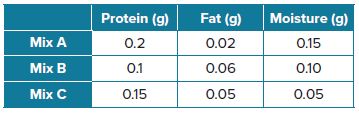 Protein (g) Fat (g) Moisture (g)
Mix A 0.2 0.02 0.15
Mix B 0.1 0.06 0.10
Mix C 0.15 0.05 0.05